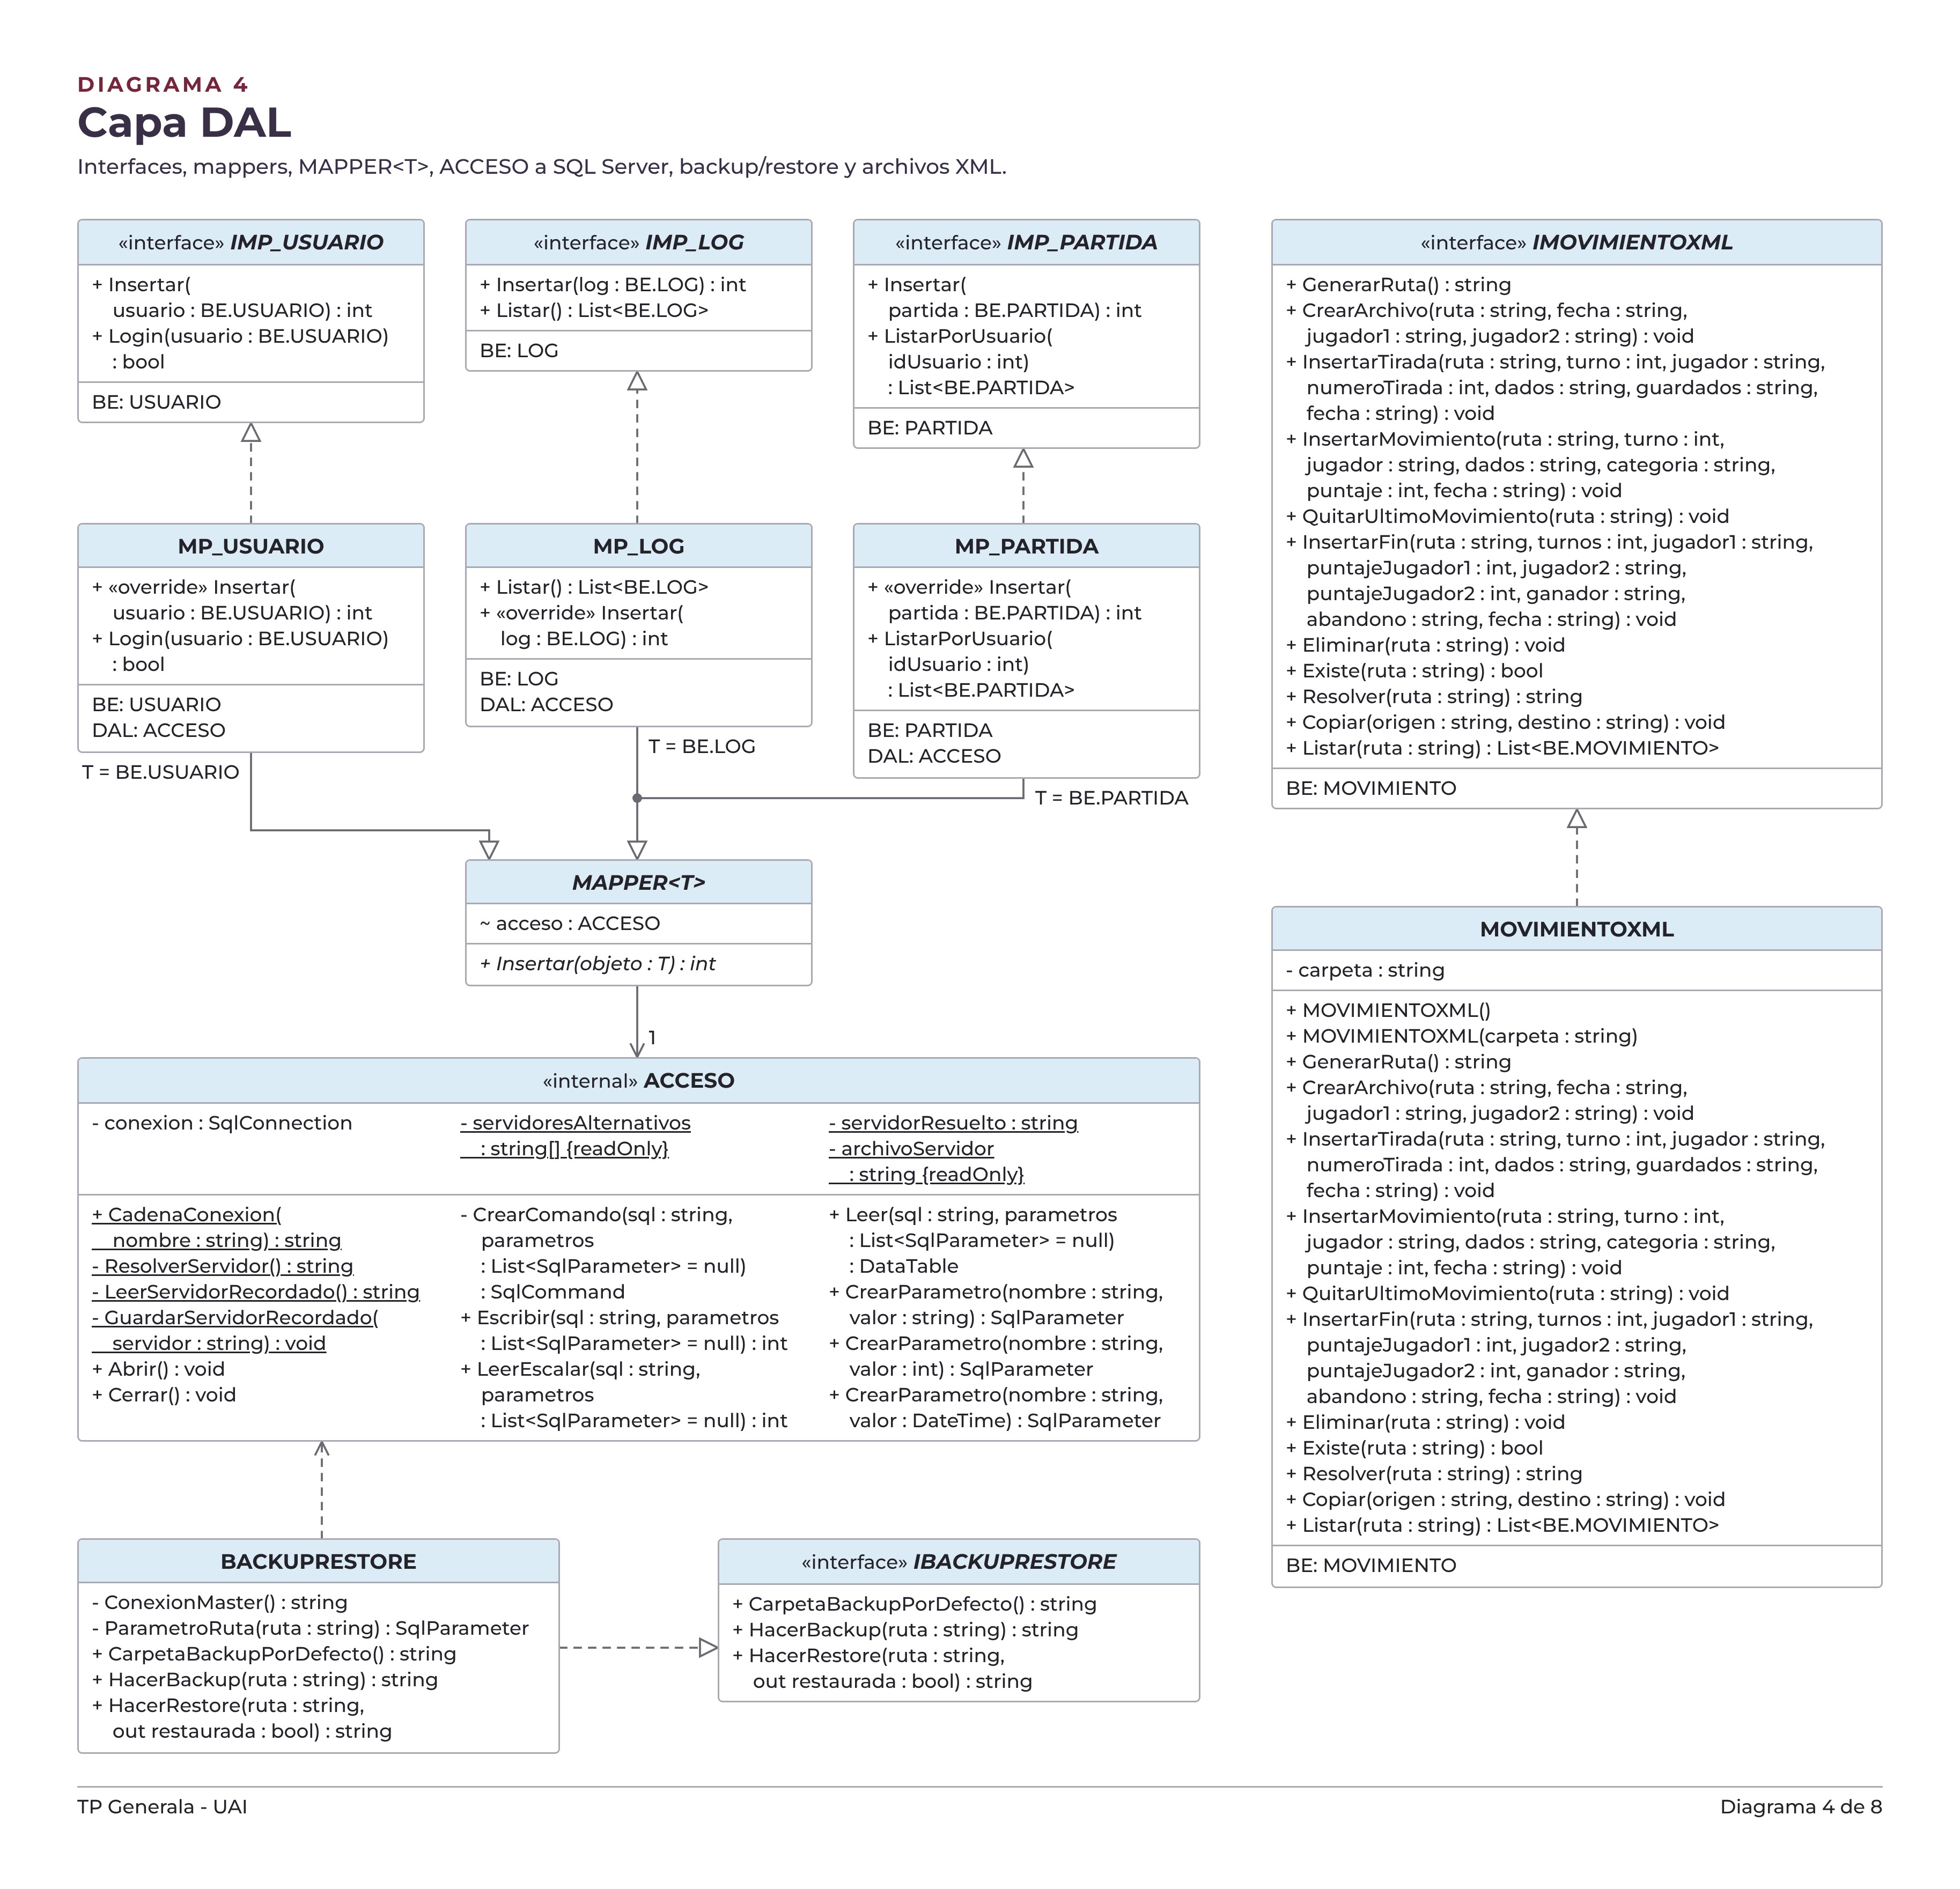 DIAGRAMA 4
Capa DAL
Interfaces, mappers, MAPPER<T>, ACCESO a SQL Server, backup/restore y archivos XML.
«interface» IMP_USUARIO
+ Insertar(
usuario : BE.USUARIO) : int
+ Login(usuario : BE.USUARIO)
: bool
BE: USUARIO
«interface» IMP_LOG
+ Insertar(log : BE.LOG) : int
+ Listar() : List<BE.LOG>
BE: LOG
«interface» IMP_PARTIDA
+ Insertar(
partida : BE.PARTIDA) : int
+ ListarPorUsuario(
idUsuario : int)
: List<BE.PARTIDA>
BE: PARTIDA
«interface» IMOVIMIENTOXML
+ GenerarRuta() : string
+ CrearArchivo(ruta : string, fecha : string,
jugador1 : string, jugador2 : string) : void
+ InsertarTirada(ruta : string, turno : int, jugador : string,
numeroTirada : int, dados : string, guardados : string,
fecha : string) : void
+ InsertarMovimiento(ruta : string, turno : int,
jugador : string, dados : string, categoria : string,
puntaje : int, fecha : string) : void
+ QuitarUltimoMovimiento(ruta : string) : void
+ InsertarFin(ruta : string, turnos : int, jugador1 : string,
puntajeJugador1 : int, jugador2 : string,
puntajeJugador2 : int, ganador : string,
abandono : string, fecha : string) : void
+ Eliminar(ruta : string) : void
+ Existe(ruta : string) : bool
+ Resolver(ruta : string) : string
+ Copiar(origen : string, destino : string) : void
+ Listar(ruta : string) : List<BE.MOVIMIENTO>
BE: MOVIMIENTO
MP_USUARIO
+ «override» Insertar(
usuario : BE.USUARIO) : int
+ Login(usuario : BE.USUARIO)
: bool
BE: USUARIO
DAL: ACCESO
T = BE.USUARIO
MP_LOG
+ Listar() : List<BE.LOG>
+ «override» Insertar(
log : BE.LOG) : int
BE: LOG
DAL: ACCESO
T = BE.LOG
MP_PARTIDA
+ «override» Insertar(
partida : BE.PARTIDA) : int
+ ListarPorUsuario(
idUsuario : int)
: List<BE.PARTIDA>
BE: PARTIDA
DAL: ACCESO
T = BE.PARTIDA
MAPPER<T>
~ acceso : ACCESO
+ Insertar(objeto : T) : int
1
MOVIMIENTOXML
- carpeta : string
+ MOVIMIENTOXML()
+ MOVIMIENTOXML(carpeta : string)
+ GenerarRuta() : string
+ CrearArchivo(ruta : string, fecha : string,
jugador1 : string, jugador2 : string) : void
+ InsertarTirada(ruta : string, turno : int, jugador : string,
numeroTirada : int, dados : string, guardados : string,
fecha : string) : void
+ InsertarMovimiento(ruta : string, turno : int,
jugador : string, dados : string, categoria : string,
puntaje : int, fecha : string) : void
+ QuitarUltimoMovimiento(ruta : string) : void
+ InsertarFin(ruta : string, turnos : int, jugador1 : string,
puntajeJugador1 : int, jugador2 : string,
puntajeJugador2 : int, ganador : string,
abandono : string, fecha : string) : void
+ Eliminar(ruta : string) : void
+ Existe(ruta : string) : bool
+ Resolver(ruta : string) : string
+ Copiar(origen : string, destino : string) : void
+ Listar(ruta : string) : List<BE.MOVIMIENTO>
BE: MOVIMIENTO
«internal» ACCESO
- conexion : SqlConnection
- servidoresAlternativos
: string[] {readOnly}
- servidorResuelto : string
- archivoServidor
: string {readOnly}
+ CadenaConexion(
nombre : string) : string
- ResolverServidor() : string
- LeerServidorRecordado() : string
- GuardarServidorRecordado(
servidor : string) : void
+ Abrir() : void
+ Cerrar() : void
- CrearComando(sql : string,
parametros
: List<SqlParameter> = null)
: SqlCommand
+ Escribir(sql : string, parametros
: List<SqlParameter> = null) : int
+ LeerEscalar(sql : string,
parametros
: List<SqlParameter> = null) : int
+ Leer(sql : string, parametros
: List<SqlParameter> = null)
: DataTable
+ CrearParametro(nombre : string,
valor : string) : SqlParameter
+ CrearParametro(nombre : string,
valor : int) : SqlParameter
+ CrearParametro(nombre : string,
valor : DateTime) : SqlParameter
BACKUPRESTORE
- ConexionMaster() : string
- ParametroRuta(ruta : string) : SqlParameter
+ CarpetaBackupPorDefecto() : string
+ HacerBackup(ruta : string) : string
+ HacerRestore(ruta : string,
out restaurada : bool) : string
«interface» IBACKUPRESTORE
+ CarpetaBackupPorDefecto() : string
+ HacerBackup(ruta : string) : string
+ HacerRestore(ruta : string,
out restaurada : bool) : string
TP Generala - UAI
Diagrama 4 de 8